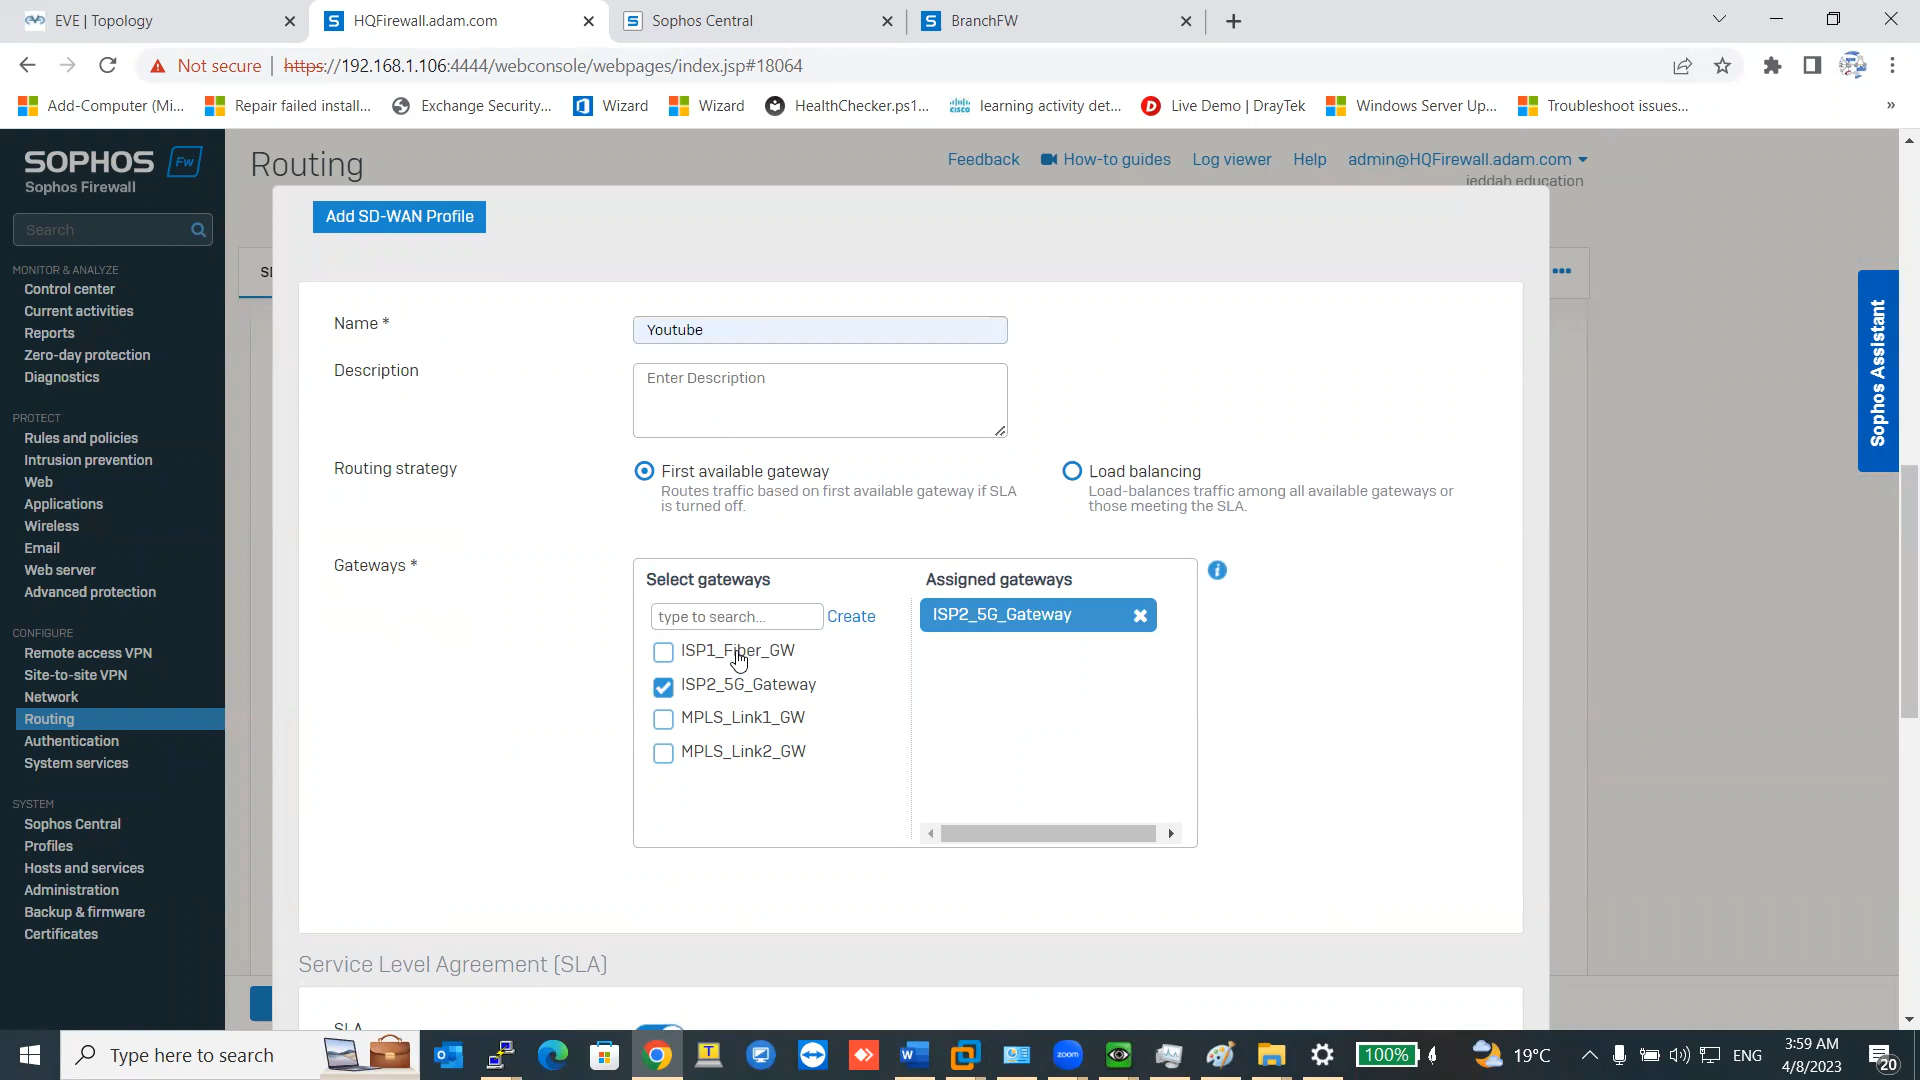 EVE | Topology
HQFirewall.adam.com
Sophos Central
BranchFW
Not secure
https://192.168.1.106:4444/webconsole/webpages/index.jsp#18064
Add-Computer (Mi...
Repair failed install...
Exchange Security...
Wizard
Wizard
HealthChecker.ps1...
learning activity det...
Live Demo | DrayTek
Windows Server Up...
Troubleshoot issues...
»
SOPHOS Fw
Sophos Firewall
Search
MONITOR & ANALYZE
Control center
Current activities
Reports
Zero-day protection
Diagnostics
PROTECT
Rules and policies
Intrusion prevention
Web
Applications
Wireless
Email
Web server
Advanced protection
CONFIGURE
Remote access VPN
Site-to-site VPN
Network
Routing
Authentication
System services
SYSTEM
Sophos Central
Profiles
Hosts and services
Administration
Backup & firmware
Certificates
Routing
Feedback
How-to guides
Log viewer
Help
admin@HQFirewall.adam.com
jeddah education
Add SD-WAN Profile
Name *
Youtube
Description
Enter Description
Routing strategy
First available gateway
Routes traffic based on first available gateway if SLA
is turned off.
Load balancing
Load-balances traffic among all available gateways or
those meeting the SLA.
Gateways *
Select gateways
type to search...
Create
ISP1_Fiber_GW
ISP2_5G_Gateway
MPLS_Link1_GW
MPLS_Link2_GW
Assigned gateways
ISP2_5G_Gateway
Service Level Agreement (SLA)
SLA
Sophos Assistant
Type here to search
zoom
100%
19°C
ENG
3:59 AM
4/8/2023
20